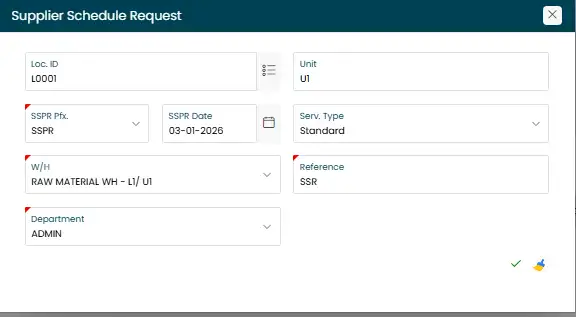 Supplier Schedule Request
Loc. ID
L0001
Unit
U1
SSPR Pfx.
SSPR
SSPR Date
03-01-2026
Serv. Type
Standard
W/H
RAW MATERIAL WH - L1/ U1
Reference
SSR
Department
ADMIN